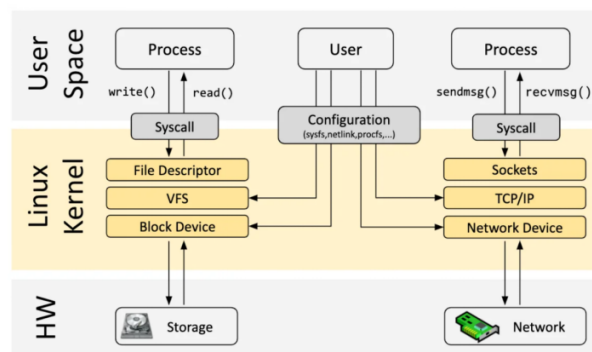 User
Space
Process
User
Process
write()
read()
sendmsg()
recvmsg()
Syscall
Configuration
(sysfs,netlink,procfs,...)
Syscall
Linux
Kernel
File Descriptor
VFS
Block Device
Sockets
TCP/IP
Network Device
HW
Storage
Network